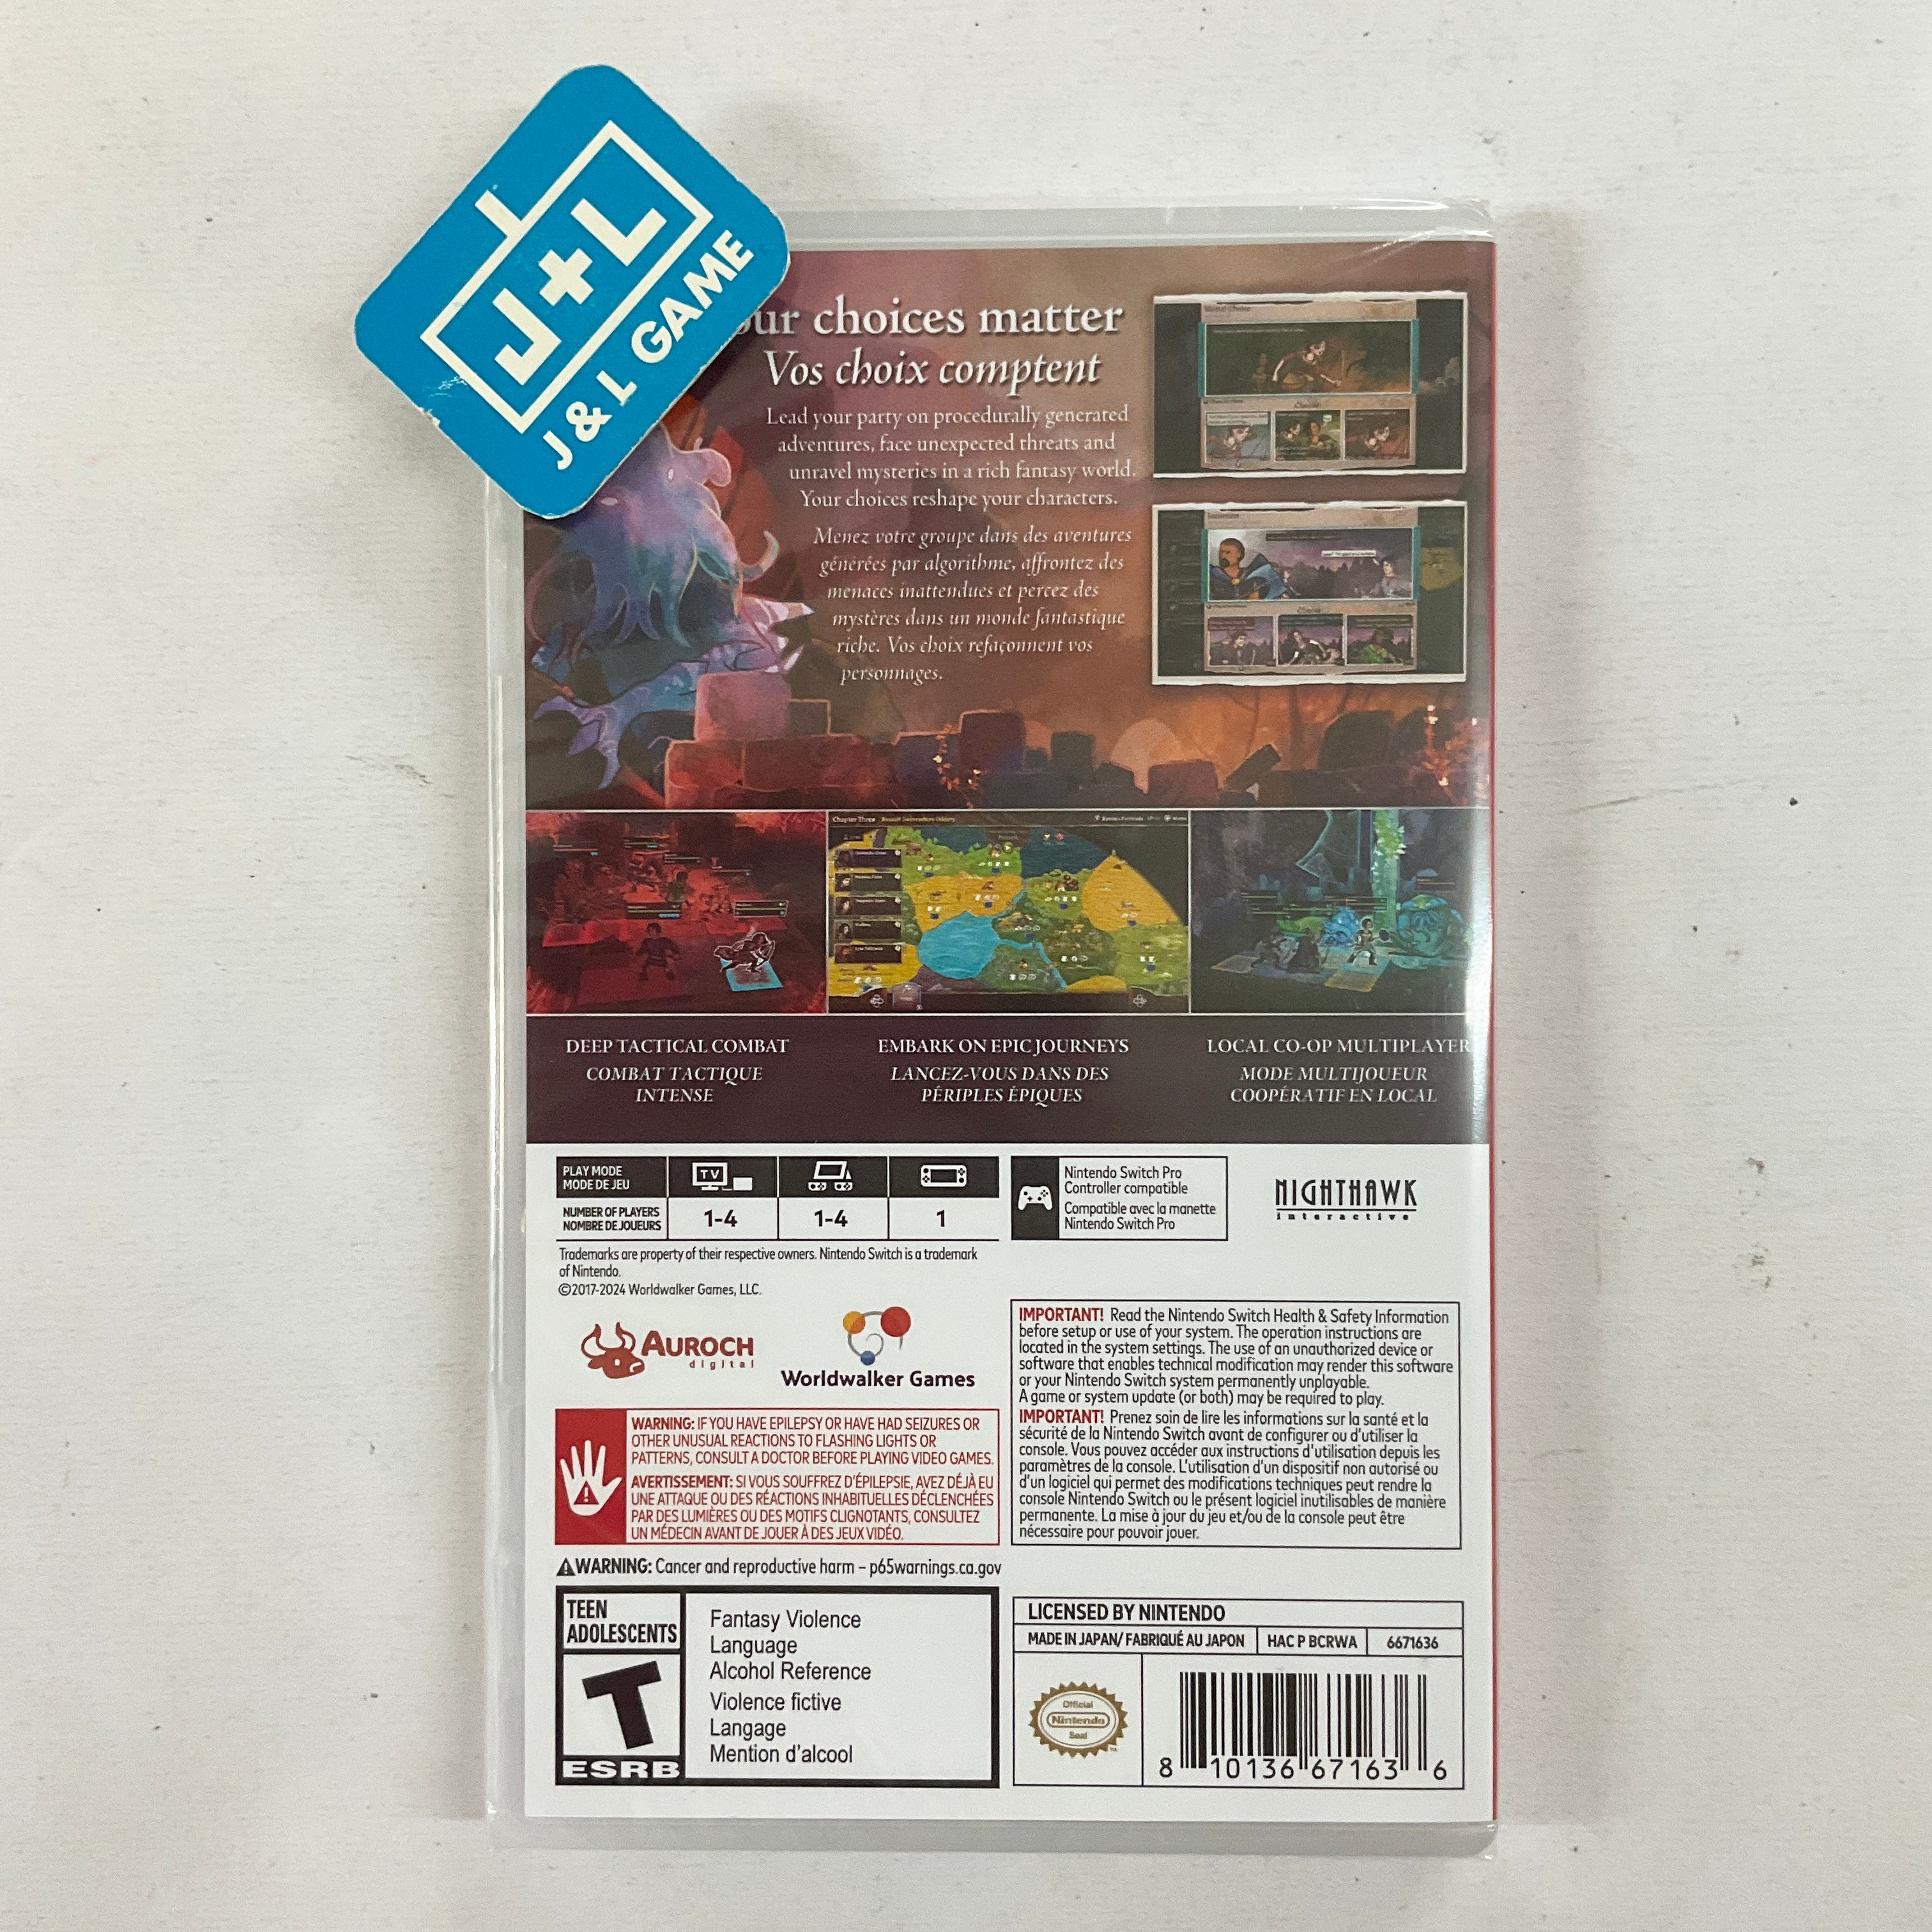 J+L
J & L GAME
our choices matter
Vos choix comptent
Lead your party on procedurally generated
adventures, face unexpected threats and
unravel mysteries in a rich fantasy world.
Your choices reshape your characters.
Menez votre groupe dans des aventures
générées par algorithme, affrontez des
menaces inattendues et percez des
mystères dans un monde fantastique
riche. Vos choix refaçonnent vos
personnages.
Chapter Three
DEEP TACTICAL COMBAT
COMBAT TACTIQUE
INTENSE
EMBARK ON EPIC JOURNEYS
LANCEZ-VOUS DANS DES
PÉRIPLES ÉPIQUES
LOCAL CO-OP MULTIPLAYER
MODE MULTIJOUEUR
COOPÉRATIF EN LOCAL
PLAY MODE
MODE DE JEU
TV
NUMBER OF PLAYERS
NOMBRE DE JOUEURS
1-4
1-4
1
Nintendo Switch Pro
Controller compatible
Compatible avec la manette
Nintendo Switch Pro
NIGHTHAWK
interactive
Trademarks are property of their respective owners. Nintendo Switch is a trademark
of Nintendo.
©2017-2024 Worldwalker Games, LLC.
AUROCH
digital
Worldwalker Games
IMPORTANT! Read the Nintendo Switch Health & Safety Information
before setup or use of your system. The operation instructions are
located in the system settings. The use of an unauthorized device or
software that enables technical modification may render this software
or your Nintendo Switch system permanently unplayable.
A game or system update (or both) may be required to play.
IMPORTANT! Prenez soin de lire les informations sur la santé et la
sécurité de la Nintendo Switch avant de configurer ou d'utiliser la
console. Vous pouvez accéder aux instructions d'utilisation depuis les
paramètres de la console. L'utilisation d'un dispositif non autorisé ou
d'un logiciel qui permet des modifications techniques peut rendre la
console Nintendo Switch ou le présent logiciel inutilisables de manière
permanente. La mise à jour du jeu et/ou de la console peut être
nécessaire pour pouvoir jouer.
WARNING: IF YOU HAVE EPILEPSY OR HAVE HAD SEIZURES OR
OTHER UNUSUAL REACTIONS TO FLASHING LIGHTS OR
PATTERNS, CONSULT A DOCTOR BEFORE PLAYING VIDEO GAMES.
AVERTISSEMENT: SI VOUS SOUFFREZ D'ÉPILEPSIE, AVEZ DÉJÀ EU
UNE ATTAQUE OU DES RÉACTIONS INHABITUELLES DÉCLENCHÉES
PAR DES LUMIÈRES OU DES MOTIFS CLIGNOTANTS, CONSULTEZ
UN MÉDECIN AVANT DE JOUER À DES JEUX VIDÉO.
WARNING: Cancer and reproductive harm – p65warnings.ca.gov
TEEN
ADOLESCENTS
T
ESRB
Fantasy Violence
Language
Alcohol Reference
Violence fictive
Langage
Mention d'alcool
LICENSED BY NINTENDO
MADE IN JAPAN/ FABRIQUÉ AU JAPON
HAC P BCRWA
6671636
Official
Nintendo
Seal
8 10136 67163 6